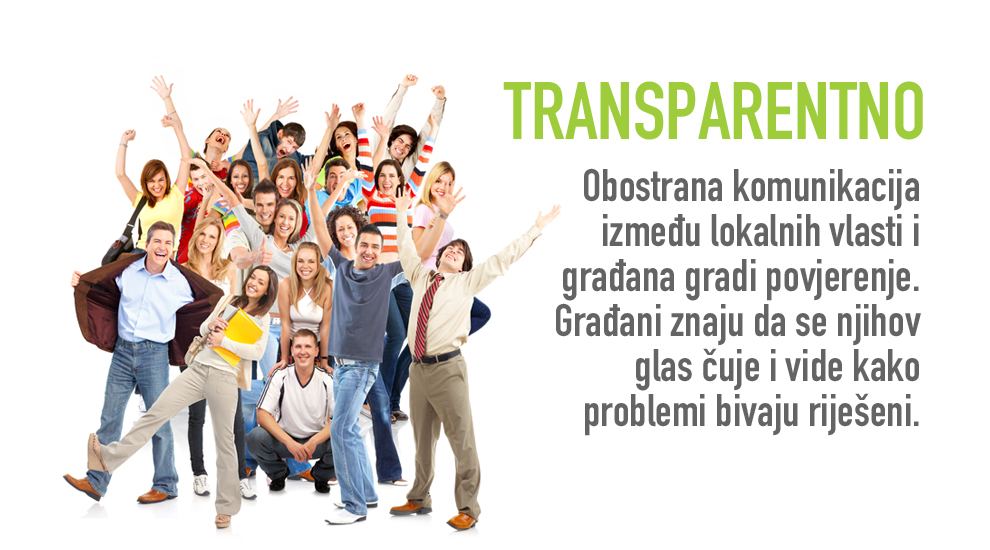 TRANSPARENTNO
Obostrana komunikacija
između lokalnih vlasti i
građana gradi povjerenje.
Građani znaju da se njihov
glas čuje i vide kako
problemi bivaju riješeni.